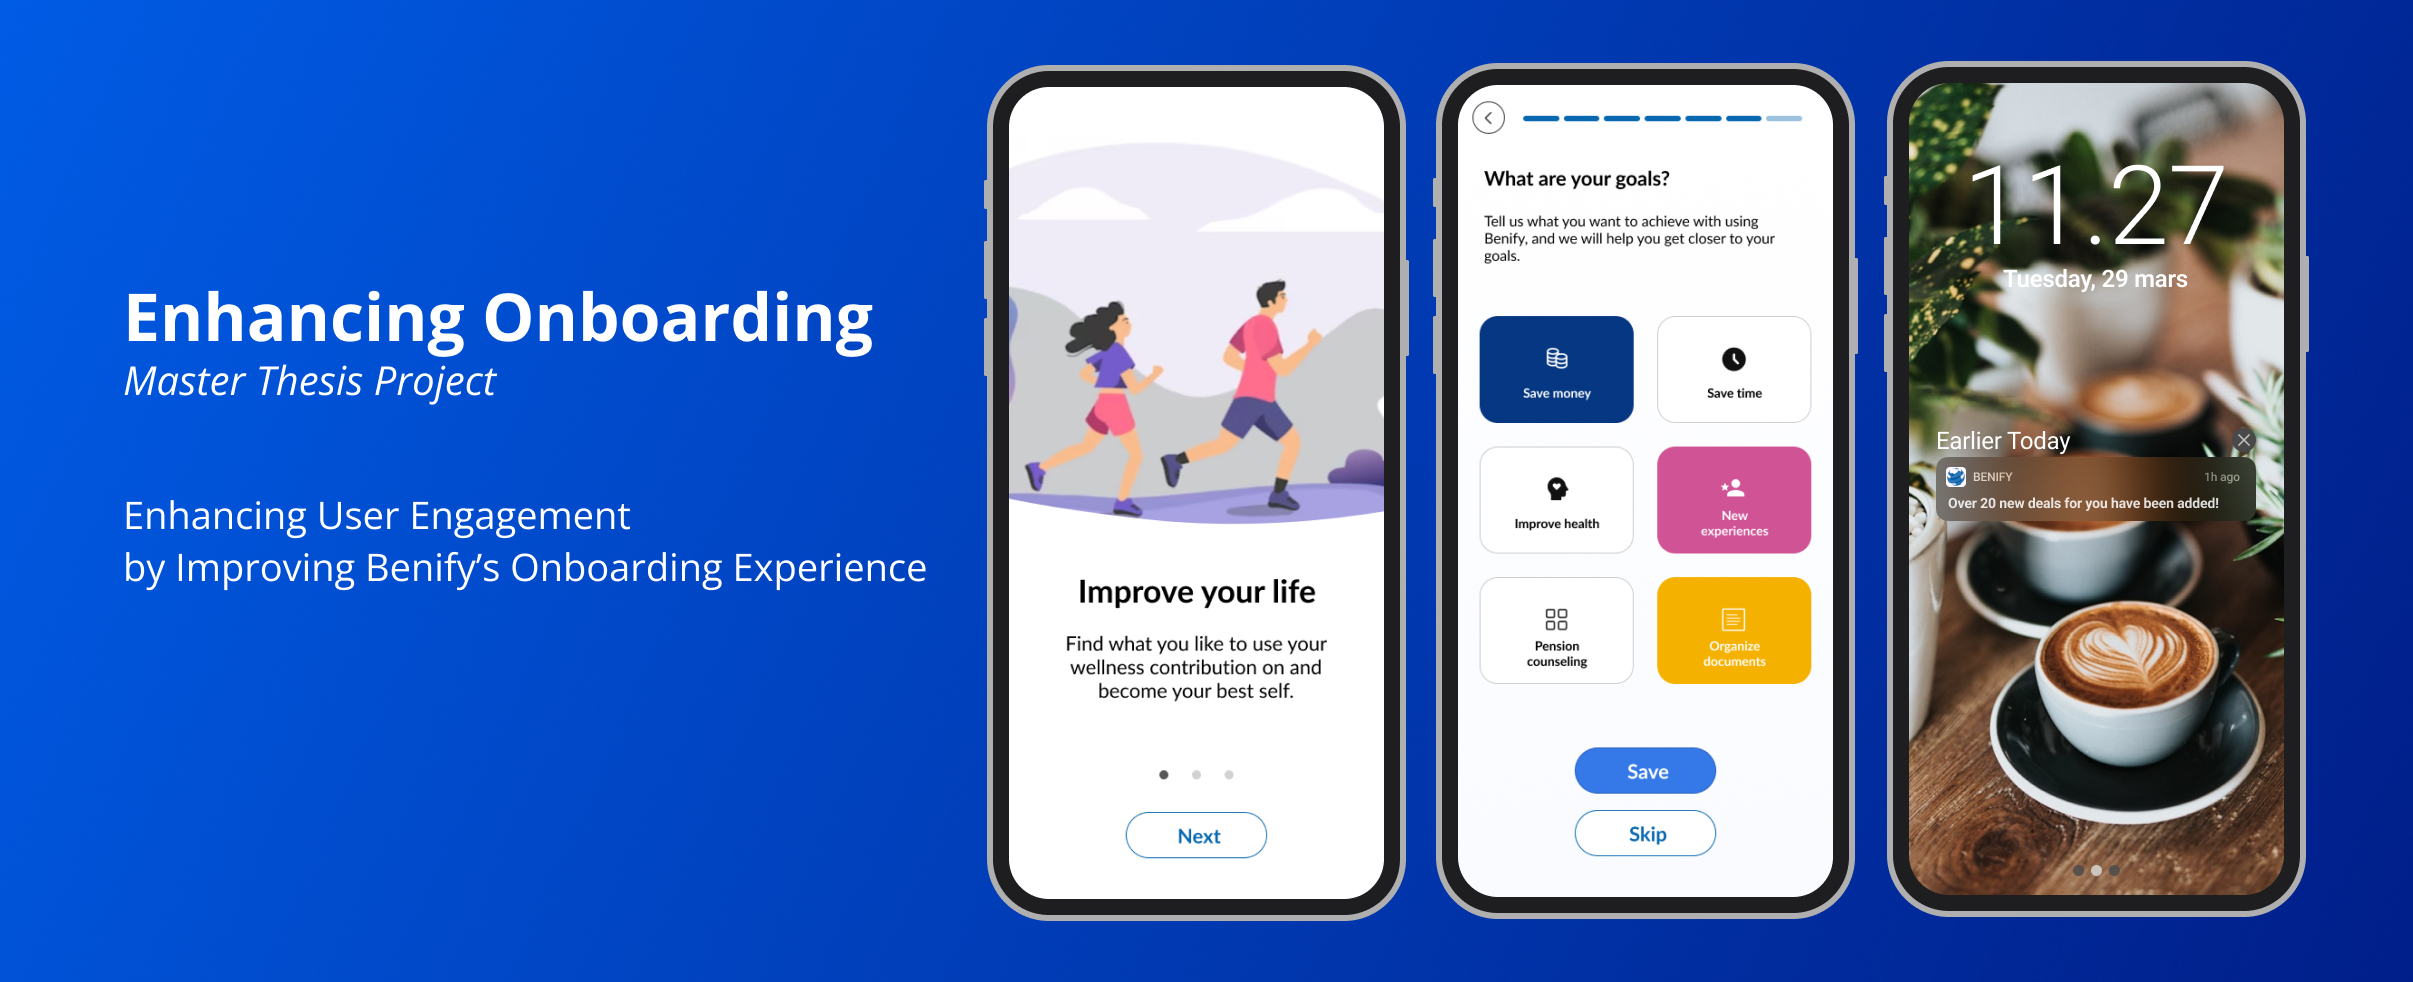 Enhancing Onboarding
Master Thesis Project
Enhancing User Engagement
by Improving Benify's Onboarding Experience
Improve your life
Find what you like to use your
wellness contribution on and
become your best self.
Next
What are your goals?
Tell us what you want to achieve with using
Benify, and we will help you get closer to your
goals.
Save money
Save time
Improve health
New
experiences
Pension
counseling
Organize
documents
Save
Skip
11.27
Tuesday, 29 mars
Earlier Today
BENIFY
1h ago
Over 20 new deals for you have been added!